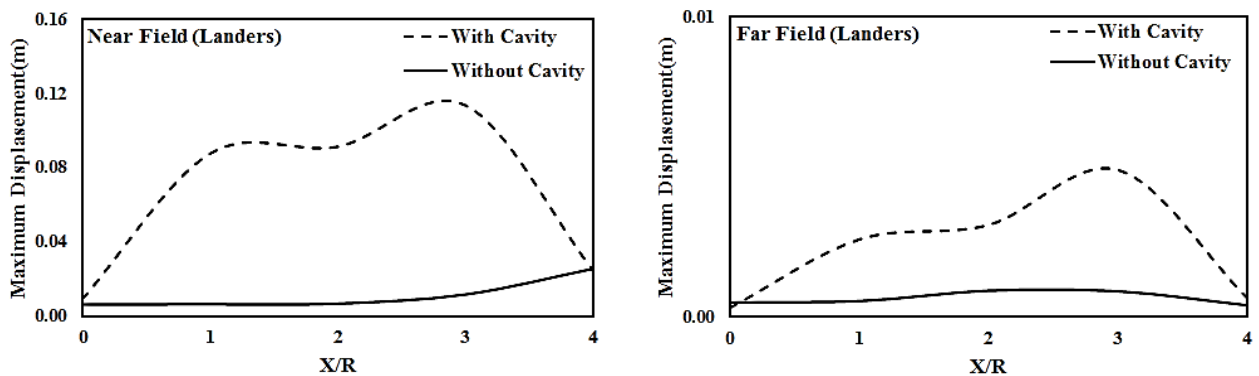 Near Field (Landers)
With Cavity
Without Cavity
Maximum Displasement(m)
0.16
0.12
0.08
0.04
0.00
0 1 2 3 4
X/R
Far Field (Landers)
With Cavity
Without Cavity
Maximum Displasement(m)
0.01
0.00
0 1 2 3 4
X/R